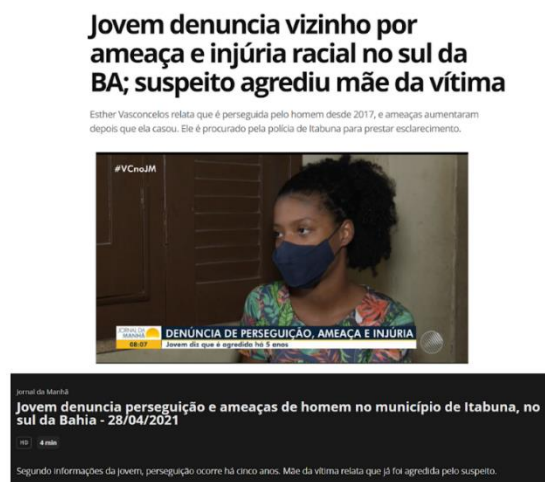 Jovem denuncia vizinho por
ameaça e injúria racial no sul da
BA; suspeito agrediu mãe da vítima
Esther Vasconcelos relata que é perseguida pelo homem desde 2017, e ameaças aumentaram
depois que ela casou. Ele é procurado pela polícia de Itabuna para prestar esclarecimento.
#VCnoJM
JORNAL DA
MANHÃ
08:07
DENÚNCIA DE PERSEGUIÇÃO, AMEAÇA E INJÚRIA
Jovem diz que é agredida há 5 anos
Jornal da Manhã
Jovem denuncia perseguição e ameaças de homem no município de Itabuna, no
sul da Bahia - 28/04/2021
HD 4 min
Segundo informações da jovem, perseguição ocorre há cinco anos. Mãe da vítima relata que já foi agredida pelo suspeito.